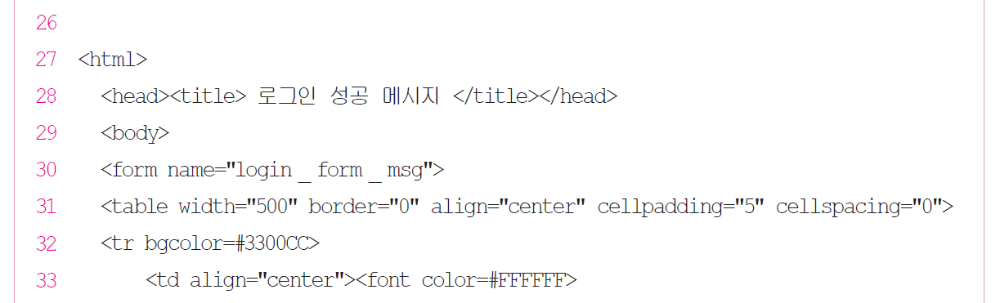 26
27 <html>
28 <head><title> 로그인 성공 메시지 </title></head>
29 <body>
30 <form name="login _ form _ msg">
31 <table width="500" border="0" align="center" cellpadding="5" cellspacing="0">
32 <tr bgcolor=#3300CC>
33 <td align="center"><font color=#FFFFFF>